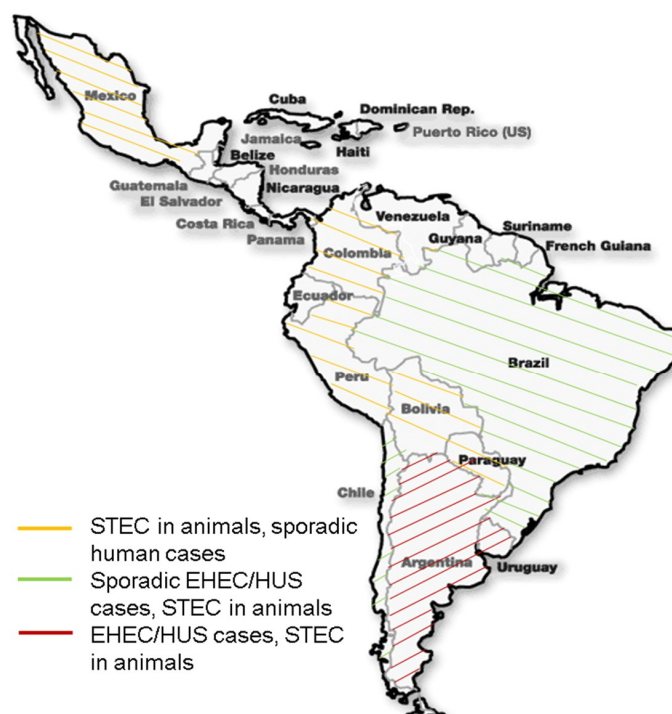 Mexico
Cuba
Dominican Rep.
Jamaica
Puerto Rico (US)
Belize
Haiti
Honduras
Guatemala
Nicaragua
El Salvador
Costa Rica
Panama
Venezuela
Suriname
Guyana
French Guiana
Colombia
Ecuador
Brazil
Peru
Bolivia
Paraguay
Chile
Argentina
Uruguay
STEC in animals, sporadic
human cases
Sporadic EHEC/HUS
cases, STEC in animals
EHEC/HUS cases, STEC
in animals